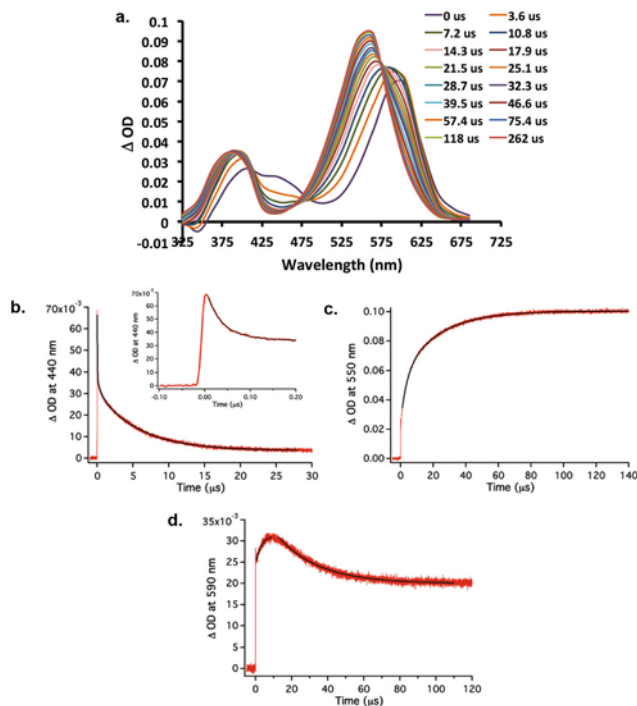 a.
0 us 3.6 us
7.2 us 10.8 us
14.3 us 17.9 us
21.5 us 25.1 us
28.7 us 32.3 us
39.5 us 46.6 us
57.4 us 75.4 us
118 us 262 us
0.1
0.09
0.08
0.07
0.06
0.05
0.04
0.03
0.02
0.01
0
-0.01
Δ OD
325 375 425 475 525 575 625 675 725
Wavelength (nm)
b.
70x10⁻³
60
50
40
30
20
10
0
Δ OD at 440 nm
0 5 10 15 20 25 30
Time (μs)
70x10⁻³
60
50
40
30
20
10
0
Δ OD at 440 nm
-0.10 0.00 0.10 0.20
Time (μs)
c.
0.10
0.08
0.06
0.04
0.02
0.00
Δ OD at 550 nm
0 20 40 60 80 100 120 140
Time (μs)
d.
35x10⁻³
30
25
20
15
10
5
0
Δ OD at 590 nm
0 20 40 60 80 100 120
Time (μs)